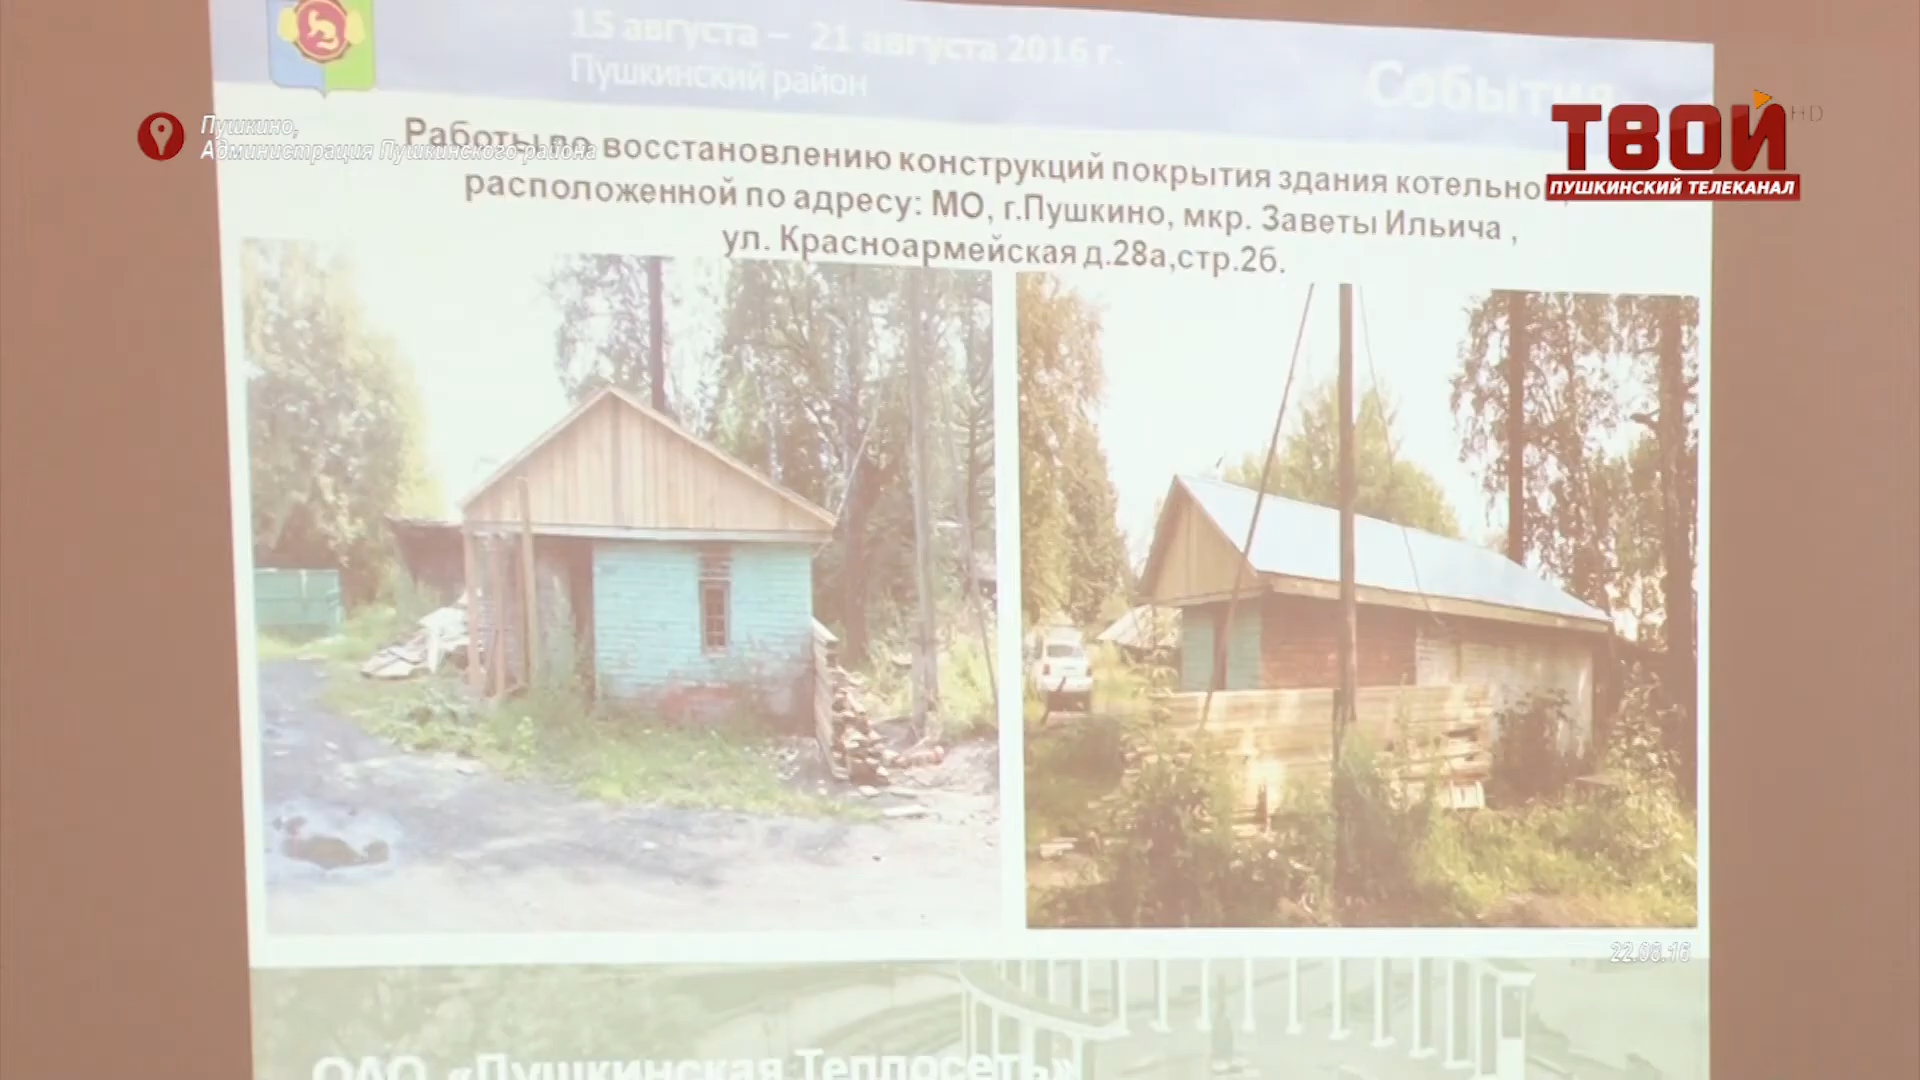 15 августа – 21 августа 2016 г.
Пушкинский район
События
ТВОЙ
HD
ПУШКИНСКИЙ ТЕЛЕКАНАЛ
Пушкино,
Администрация Пушкинского района
Работы по восстановлению конструкций покрытия здания котельно
расположенной по адресу: МО, г.Пушкино, мкр. Заветы Ильича ,
ул. Красноармейская д.28а,стр.2б.
22.08.16
ОАО «Пушкинская Теплосеть»